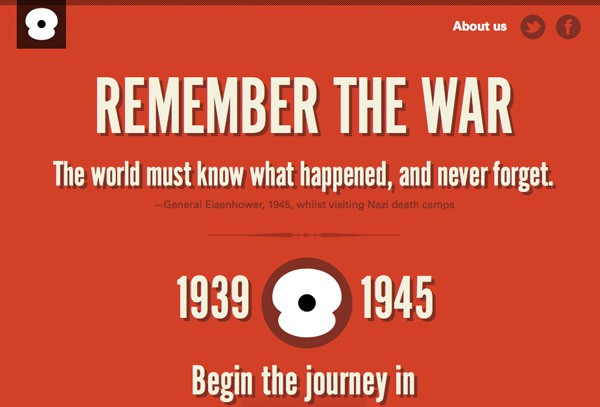 About us
REMEMBER THE WAR
The world must know what happened, and never forget.
—General Eisenhower, 1945, whilst visiting Nazi death camps
1939 1945
Begin the journey in